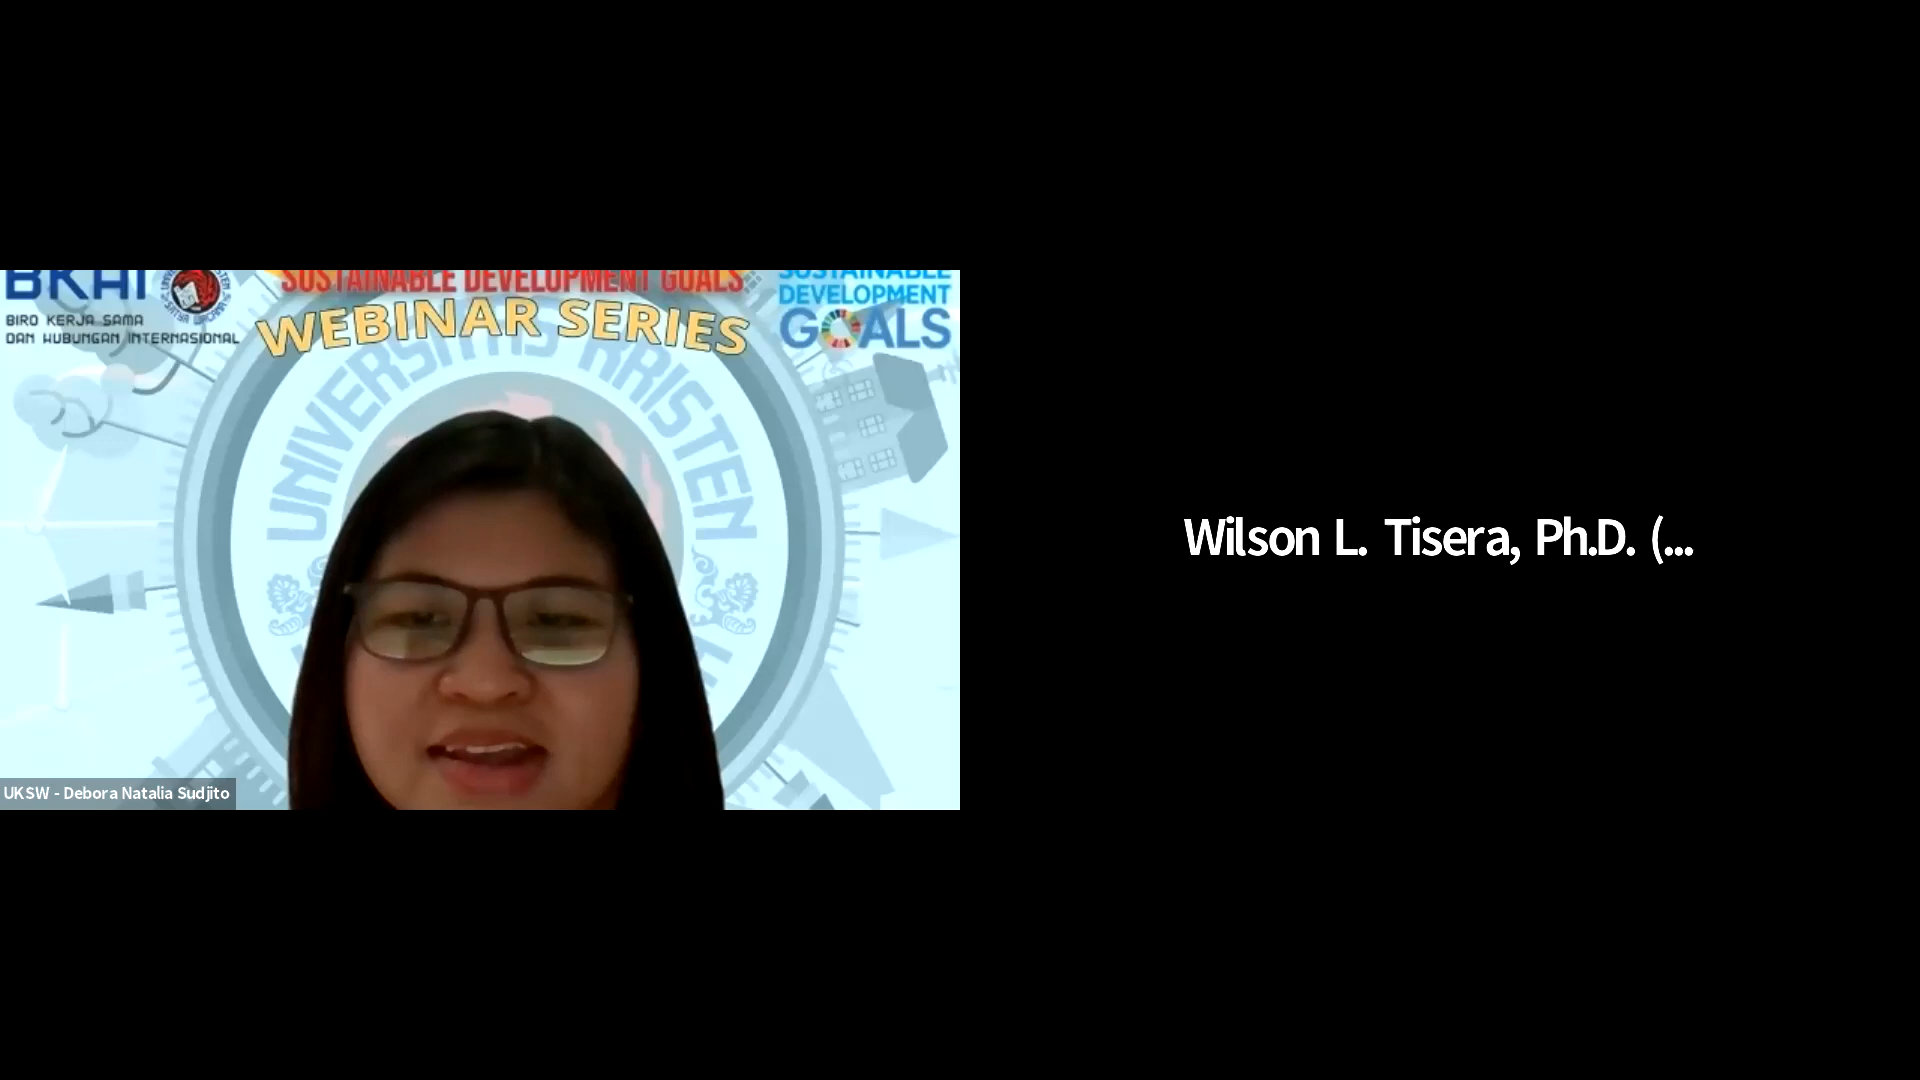 BKHI
BIRO KERJA SAMA
DAN HUBUNGAN INTERNASIONAL
SUSTAINABLE DEVELOPMENT GOALS
WEBINAR SERIES
SUSTAINABLE
DEVELOPMENT
GOALS
UNIVERSITAS KRISTEN
UKSW - Debora Natalia Sudjito
Wilson L. Tisera, Ph.D. (...